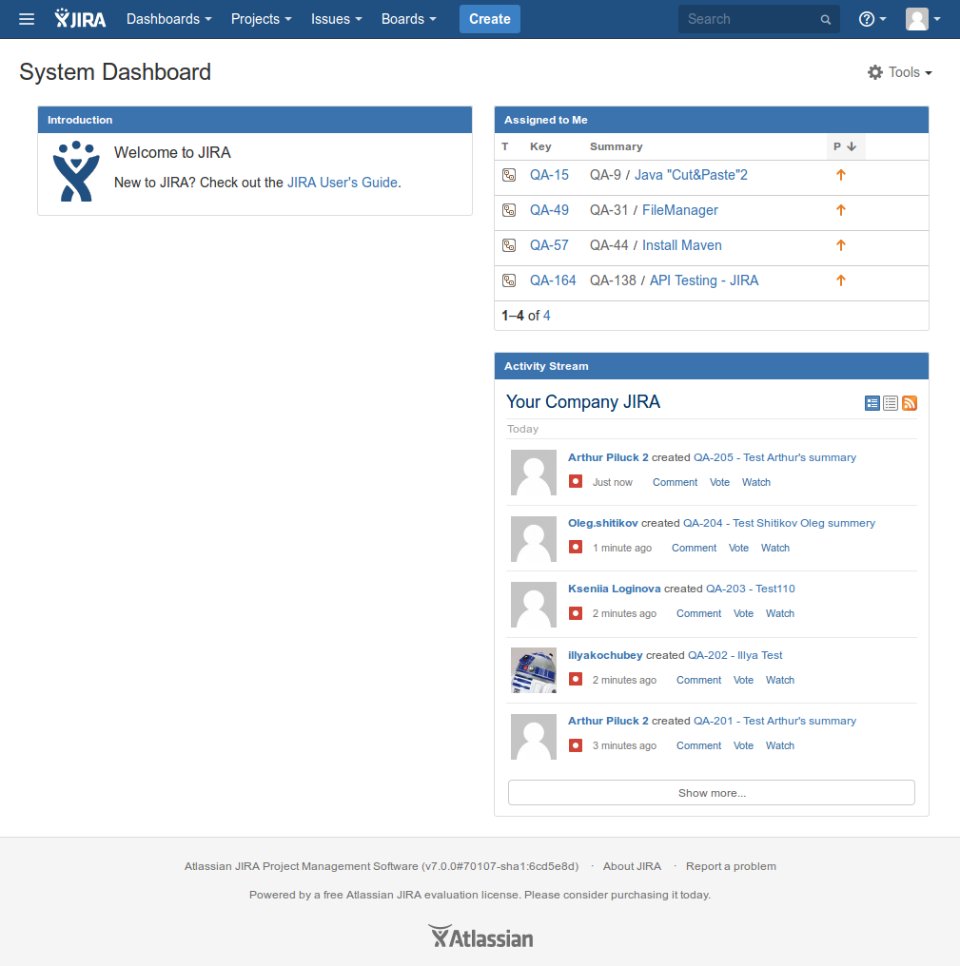 JIRA Dashboards Projects Issues Boards Create Search
System Dashboard
Tools
Introduction
Welcome to JIRA
New to JIRA? Check out the JIRA User's Guide.
Assigned to Me
T Key Summary P
QA-15 QA-9 / Java "Cut&Paste"2
QA-49 QA-31 / FileManager
QA-57 QA-44 / Install Maven
QA-164 QA-138 / API Testing - JIRA
1–4 of 4
Activity Stream
Your Company JIRA
Today
Arthur Piluck 2 created QA-205 - Test Arthur's summary
Just now Comment Vote Watch
Oleg.shitikov created QA-204 - Test Shitikov Oleg summery
1 minute ago Comment Vote Watch
Kseniia Loginova created QA-203 - Test110
2 minutes ago Comment Vote Watch
illyakochubey created QA-202 - Illya Test
2 minutes ago Comment Vote Watch
Arthur Piluck 2 created QA-201 - Test Arthur's summary
3 minutes ago Comment Vote Watch
Show more...
Atlassian JIRA Project Management Software (v7.0.0#70107-sha1:6cd5e8d) · About JIRA · Report a problem
Powered by a free Atlassian JIRA evaluation license. Please consider purchasing it today.
Atlassian